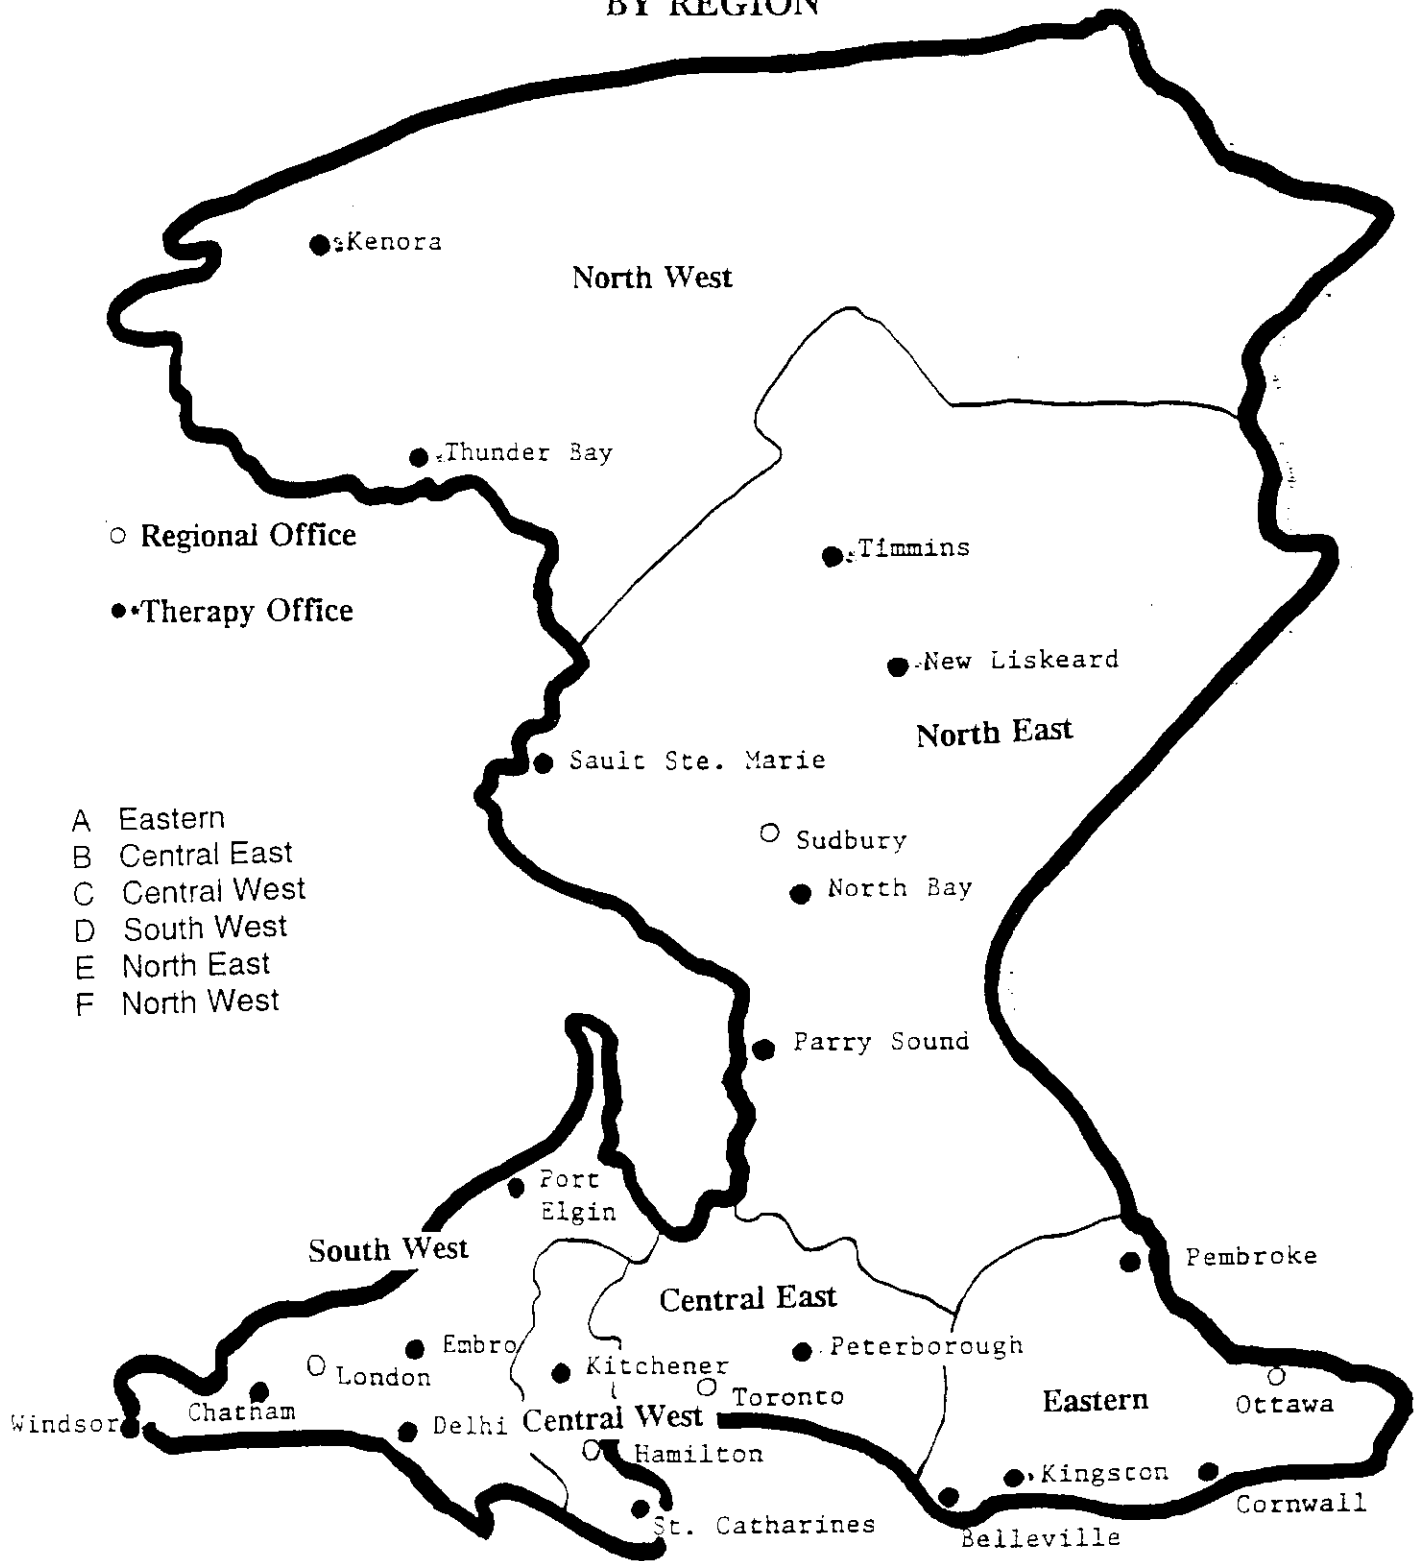 BY REGION
Kenora
North West
Thunder Bay
Regional Office
Timmins
Therapy Office
New Liskeard
North East
Sault Ste. Marie
A Eastern
B Central East
C Central West
D South West
E North East
F North West
Sudbury
North Bay
Parry Sound
Port
Elgin
South West
Pembroke
Central East
Embro
Peterborough
Kitchener
London
Toronto
Ottawa
Chatham
Eastern
Windsor
Delhi
Central West
Hamilton
Kingston
Cornwall
St. Catharines
Belleville